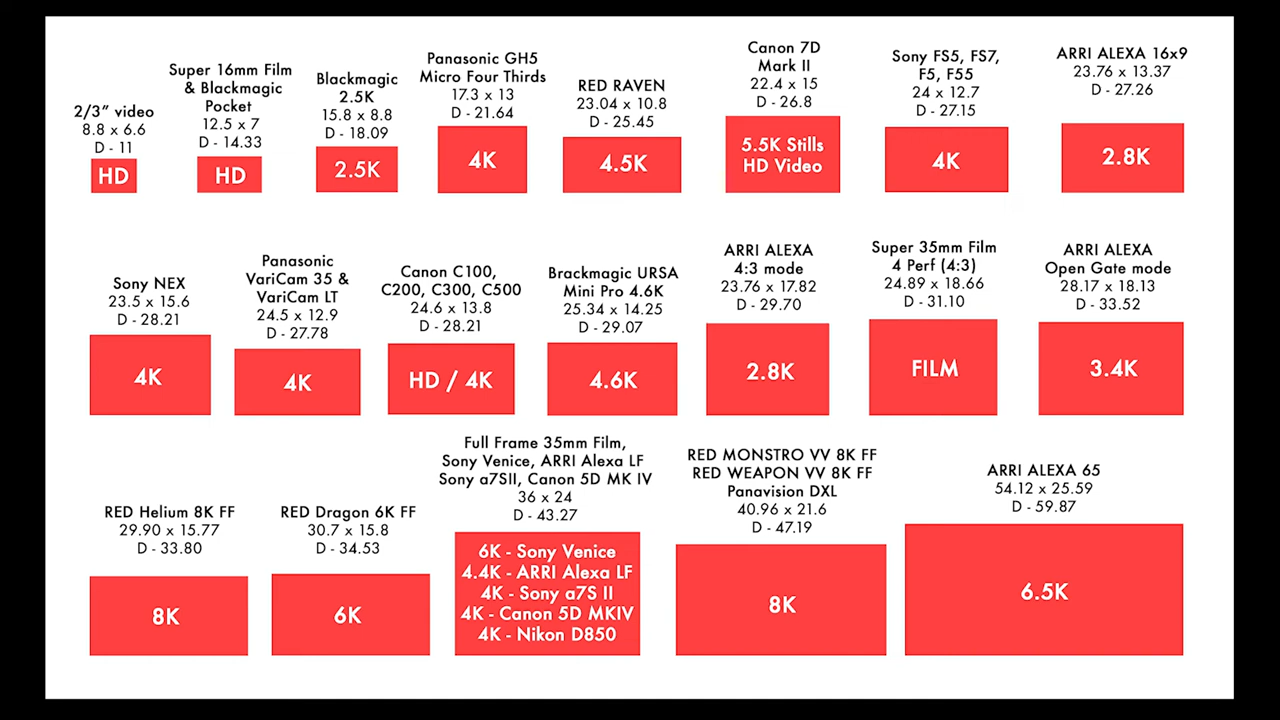 2/3” video
8.8 x 6.6
D - 11
HD
Super 16mm Film
& Blackmagic
Pocket
12.5 x 7
D - 14.33
HD
Blackmagic
2.5K
15.8 x 8.8
D - 18.09
2.5K
Panasonic GH5
Micro Four Thirds
17.3 x 13
D - 21.64
4K
RED RAVEN
23.04 x 10.8
D - 25.45
4.5K
Canon 7D
Mark II
22.4 x 15
D - 26.8
5.5K Stills
HD Video
Sony FS5, FS7,
F5, F55
24 x 12.7
D - 27.15
4K
ARRI ALEXA 16x9
23.76 x 13.37
D - 27.26
2.8K
Sony NEX
23.5 x 15.6
D - 28.21
4K
Panasonic
VariCam 35 &
VariCam LT
24.5 x 12.9
D - 27.78
4K
Canon C100,
C200, C300, C500
24.6 x 13.8
D - 28.21
HD / 4K
Brackmagic URSA
Mini Pro 4.6K
25.34 x 14.25
D - 29.07
4.6K
ARRI ALEXA
4:3 mode
23.76 x 17.82
D - 29.70
2.8K
Super 35mm Film
4 Perf (4:3)
24.89 x 18.66
D - 31.10
FILM
ARRI ALEXA
Open Gate mode
28.17 x 18.13
D - 33.52
3.4K
RED Helium 8K FF
29.90 x 15.77
D - 33.80
8K
RED Dragon 6K FF
30.7 x 15.8
D - 34.53
6K
Full Frame 35mm Film,
Sony Venice, ARRI Alexa LF
Sony a7SII, Canon 5D MK IV
36 x 24
D - 43.27
6K - Sony Venice
4.4K - ARRI Alexa LF
4K - Sony a7S II
4K - Canon 5D MKIV
4K - Nikon D850
RED MONSTRO VV 8K FF
RED WEAPON VV 8K FF
Panavision DXL
40.96 x 21.6
D - 47.19
8K
ARRI ALEXA 65
54.12 x 25.59
D - 59.87
6.5K